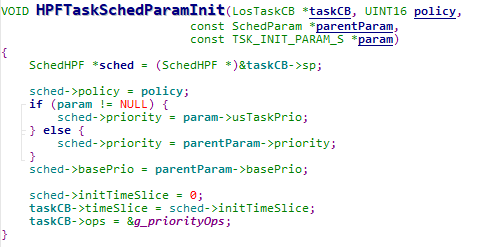 VOID HPFTaskSchedParamInit(LosTaskCB *taskCB, UINT16 policy,
const SchedParam *parentParam,
const TSK_INIT_PARAM_S *param)
{
SchedHPF *sched = (SchedHPF *)&taskCB->sp;
sched->policy = policy;
if (param != NULL) {
sched->priority = param->usTaskPrio;
} else {
sched->priority = parentParam->priority;
}
sched->basePrio = parentParam->basePrio;
sched->initTimeSlice = 0;
taskCB->timeSlice = sched->initTimeSlice;
taskCB->ops = &g_priorityOps;
}